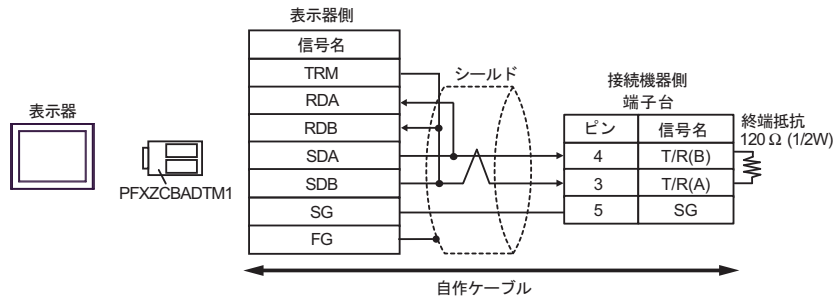 表示器側
信号名
TRM
RDA
RDB
SDA
SDB
SG
FG
シールド
接続機器側
端子台
ピン 信号名
4 T/R(B)
3 T/R(A)
5 SG
終端抵抗
120 Ω (1/2W)
表示器
PFXZCBADTM1
自作ケーブル